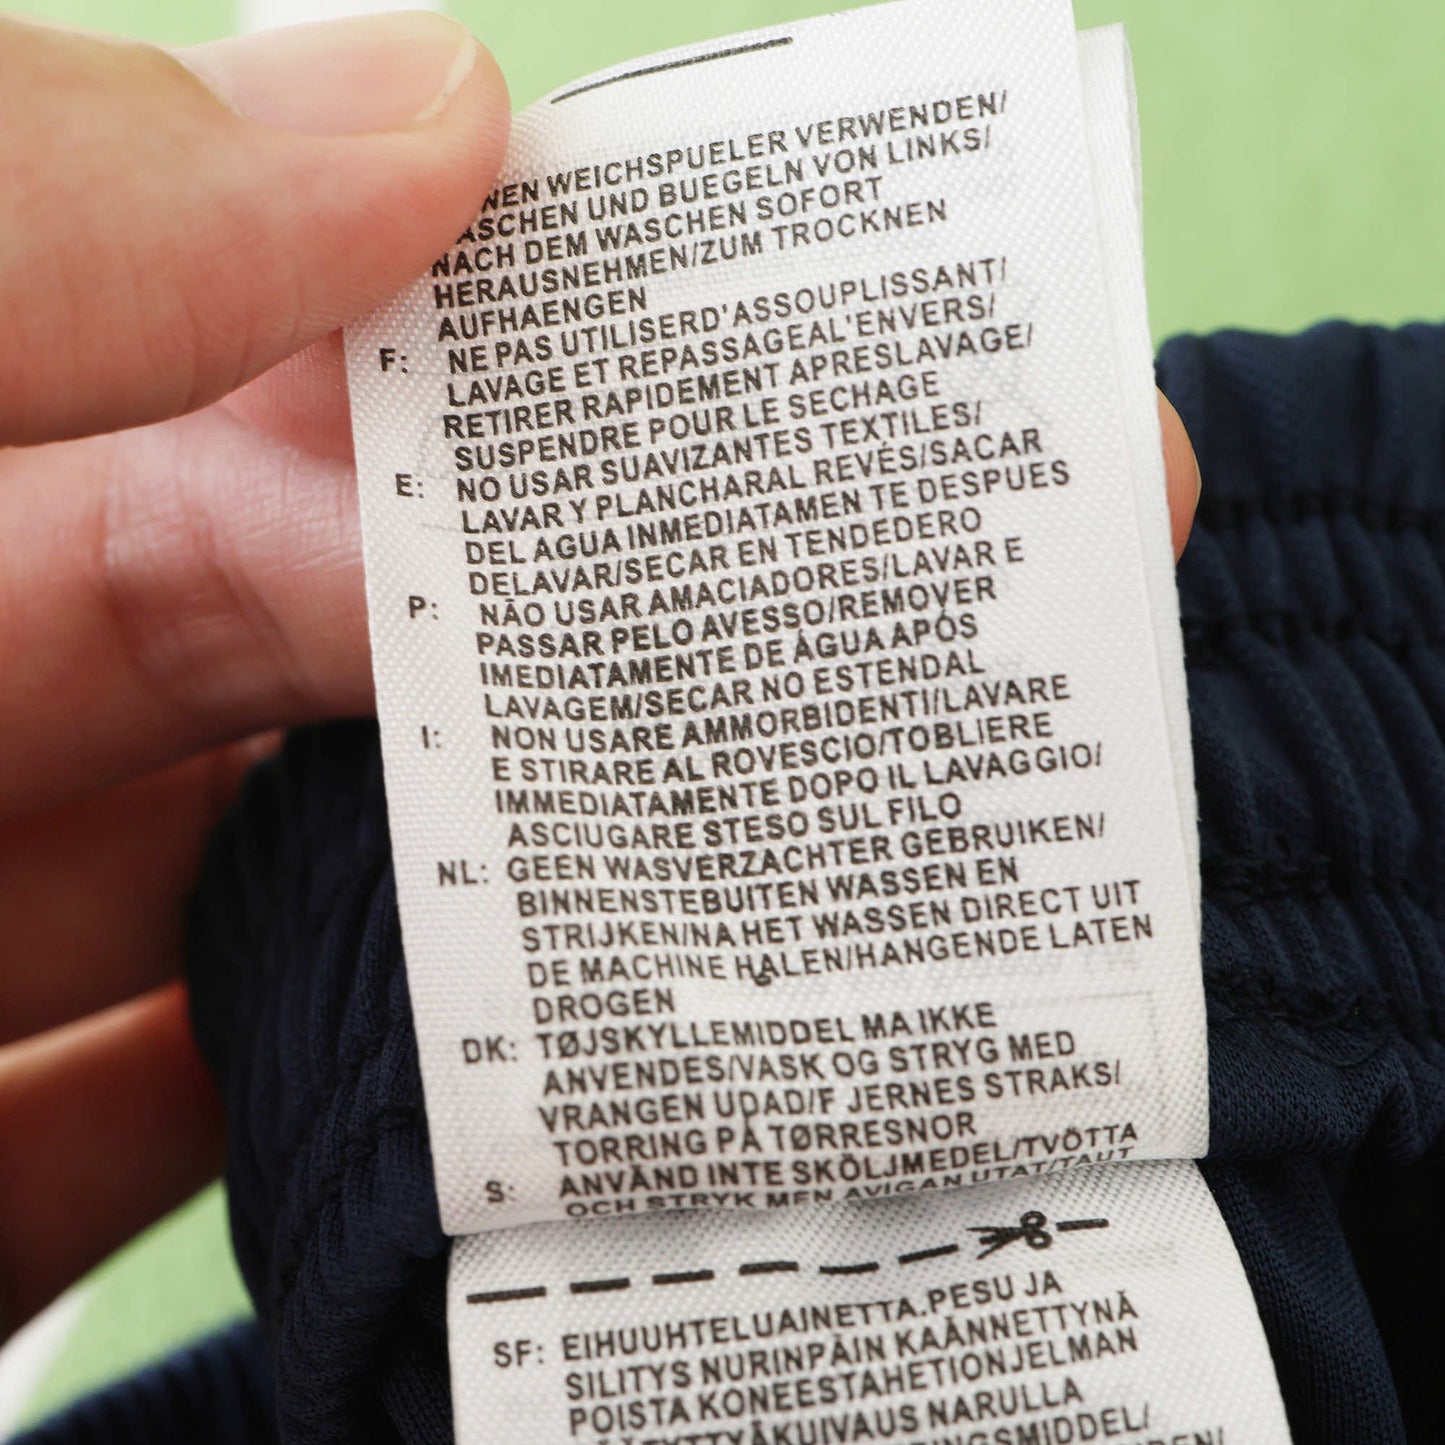 WEICHSPUELER VERWENDEN/
UND BUEGELN VON LINKS/
NACH DEM WASCHEN SOFORT
HERAUSNEHMEN/ZUM TROCKNEN
AUFHAENGEN
F: NE PAS UTILISERD'ASSOUPLISSANT/
LAVAGE ET REPASSAGEAL'ENVERS/
RETIRER RAPIDEMENT APRESLAVAGE/
SUSPENDRE POUR LE SECHAGE
E: NO USAR SUAVIZANTES TEXTILES/
LAVAR Y PLANCHARAL REVÉS/SACAR
DEL AGUA INMEDIATAMEN TE DESPUES
DELAVAR/SECAR EN TENDEDERO
P: NÃO USAR AMACIADORES/LAVAR E
PASSAR PELO AVESSO/REMOVER
IMEDIATAMENTE DE ÁGUA APÓS
LAVAGEM/SECAR NO ESTENDAL
I: NON USARE AMMORBIDENTI/LAVARE
E STIRARE AL ROVESCIO/TOBLIERE
IMMEDIATAMENTE DOPO IL LAVAGGIO/
ASCIUGARE STESO SUL FILO
NL: GEEN WASVERZACHTER GEBRUIKEN/
BINNENSTEBUITEN WASSEN EN
STRIJKEN/NA HET WASSEN DIRECT UIT
DE MACHINE HALEN/HANGENDE LATEN
DROGEN
DK: TØJSKYLLEMIDDEL MA IKKE
ANVENDES/VASK OG STRYG MED
VRANGEN UDAD/F JERNES STRAKS/
TORRING PÅ TØRRESNOR
S: ANVÄND INTE SKÖLJMEDEL/TVÖTTA
OCH STRYK MEN AVIGAN UTAT/TAUT
SF: EIHUUHTELUAINETTA.PESU JA
SILITYS NURINPÄIN KAÄNNETTYNÄ
POISTA KONEESTAHETIONJELMAN
NARULLA